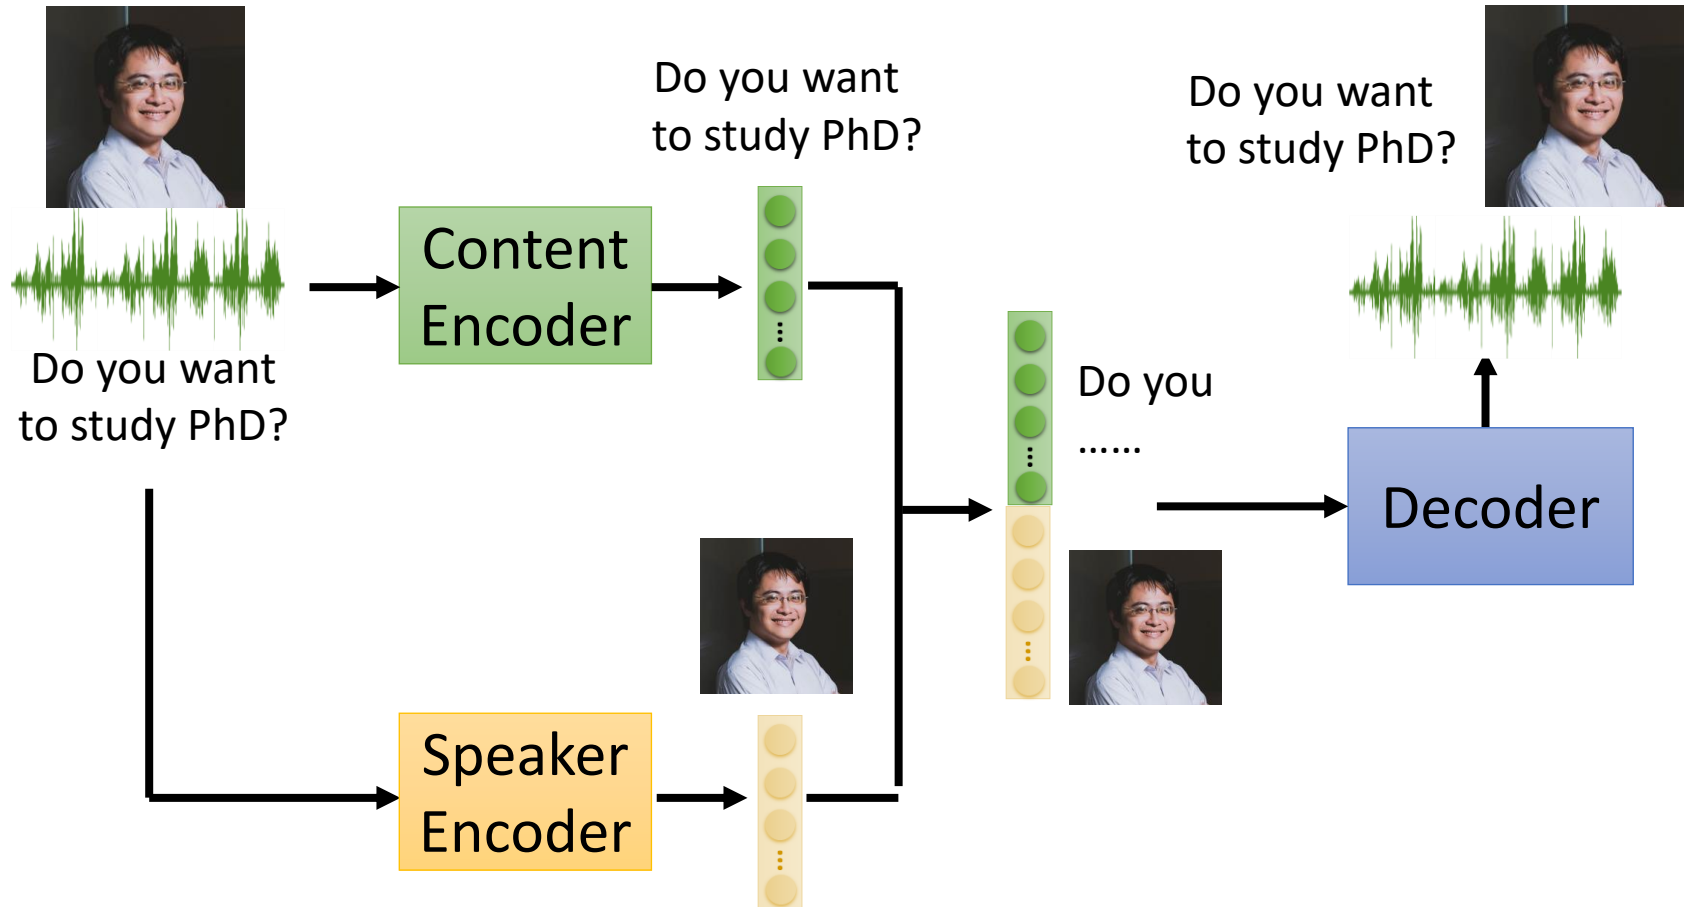 Do you want
to study PhD?
Content
Encoder
Do you want
to study PhD?
Speaker
Encoder
Do you
......
Decoder
Do you want
to study PhD?